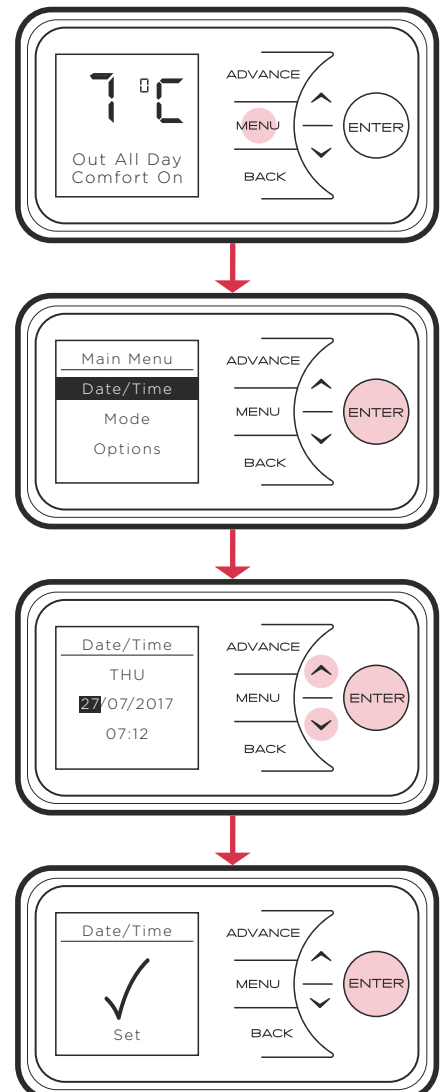 7 °C
Out All Day
Comfort On
ADVANCE
MENU
BACK
ENTER
Main Menu
Date/Time
Mode
Options
ADVANCE
MENU
BACK
ENTER
Date/Time
THU
27/07/2017
07:12
ADVANCE
MENU
BACK
ENTER
Date/Time
Set
ADVANCE
MENU
BACK
ENTER